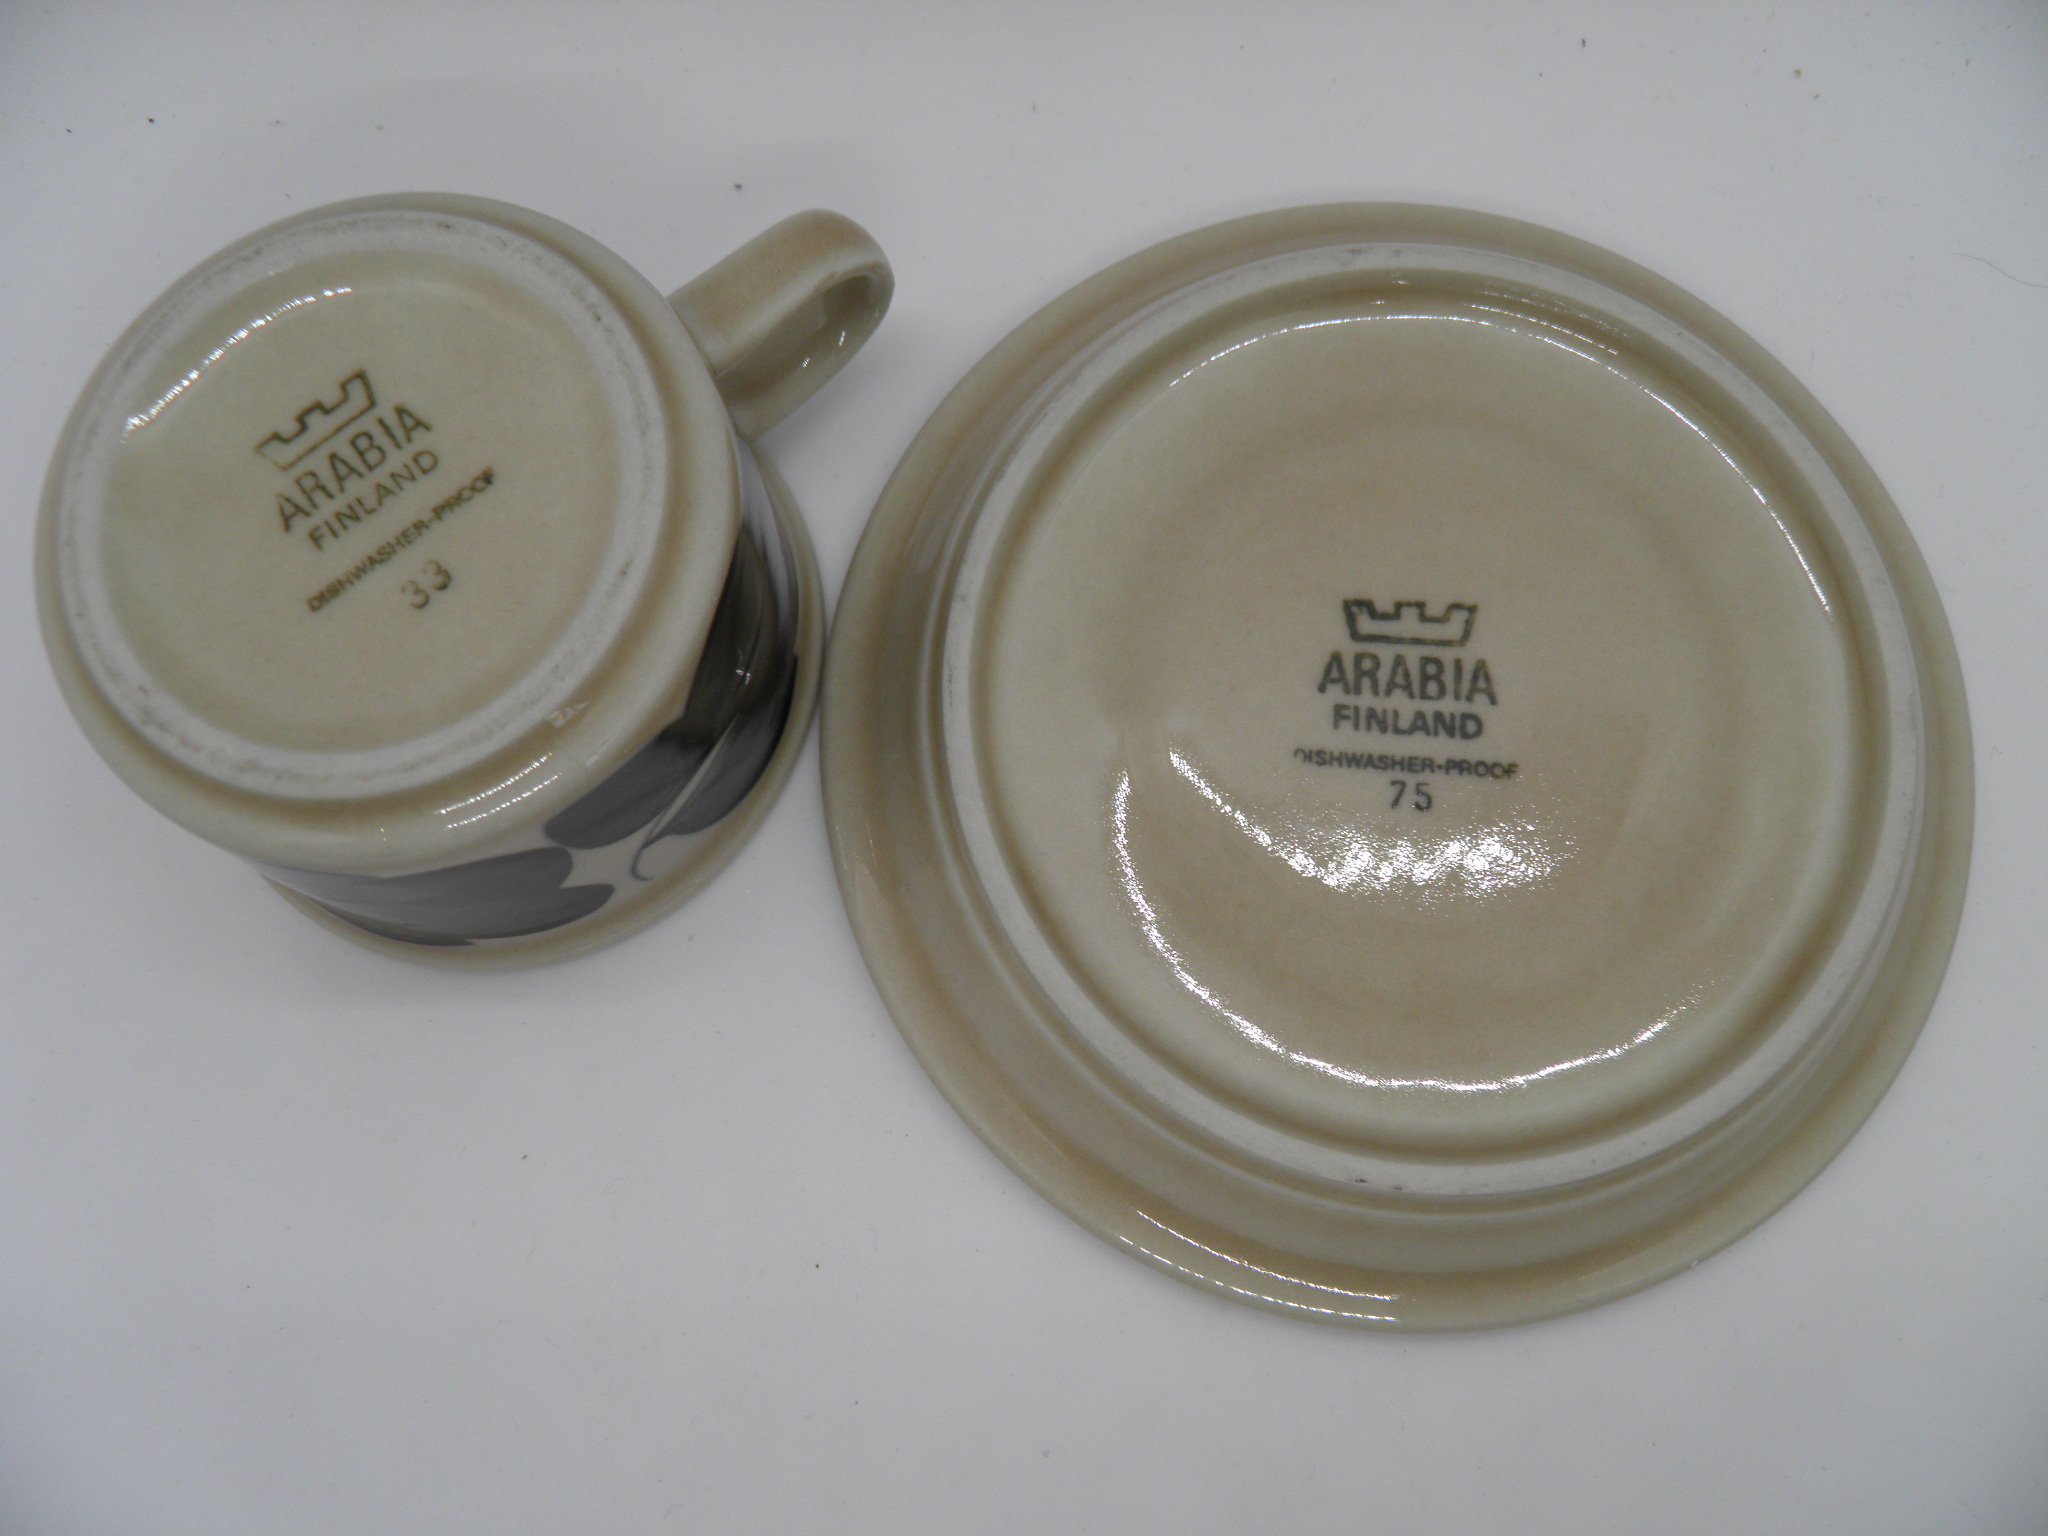 ARABIA
FINLAND
DISHWASHER-PROOF
33
ARABIA
FINLAND
DISHWASHER-PROOF
75